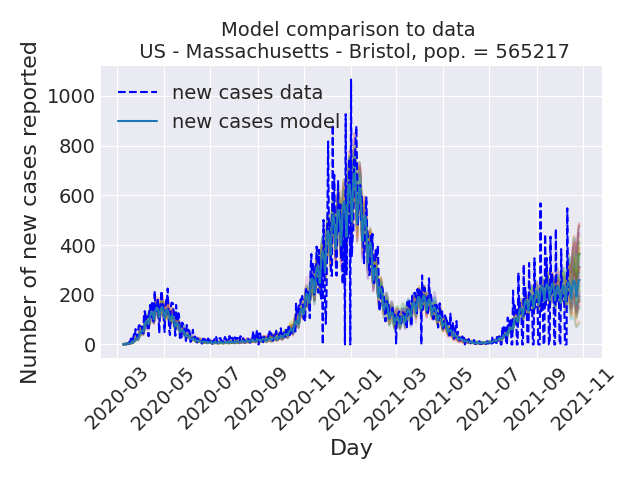 Model comparison to data
US - Massachusetts - Bristol, pop. = 565217
new cases data
new cases model
Number of new cases reported
1000
800
600
400
200
0
2020-03
2020-05
2020-07
2020-09
2020-11
2021-01
2021-03
2021-05
2021-07
2021-09
2021-11
Day